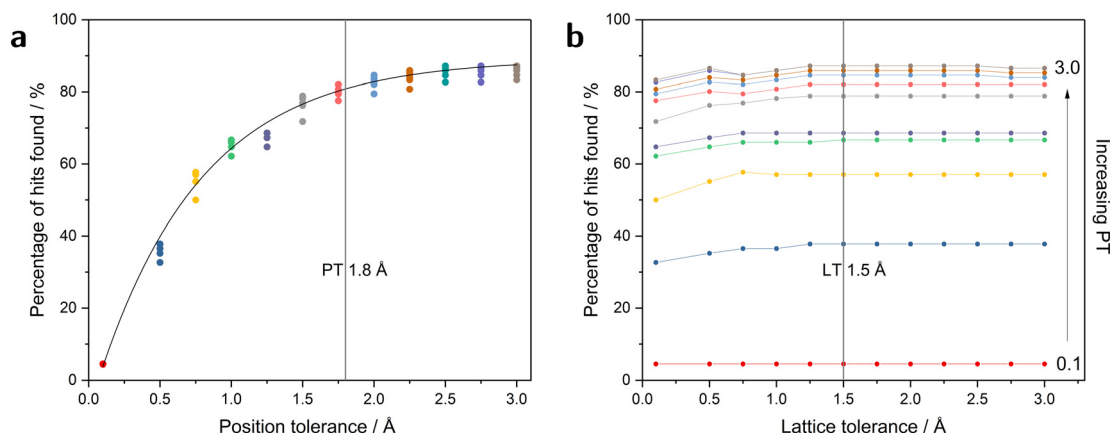 a
Percentage of hits found / %
100
80
60
40
20
0
PT 1.8 Å
0.0 0.5 1.0 1.5 2.0 2.5 3.0
Position tolerance / Å
b
Percentage of hits found / %
100
80
60
40
20
0
LT 1.5 Å
3.0
0.1
Increasing PT
0.0 0.5 1.0 1.5 2.0 2.5 3.0
Lattice tolerance / Å